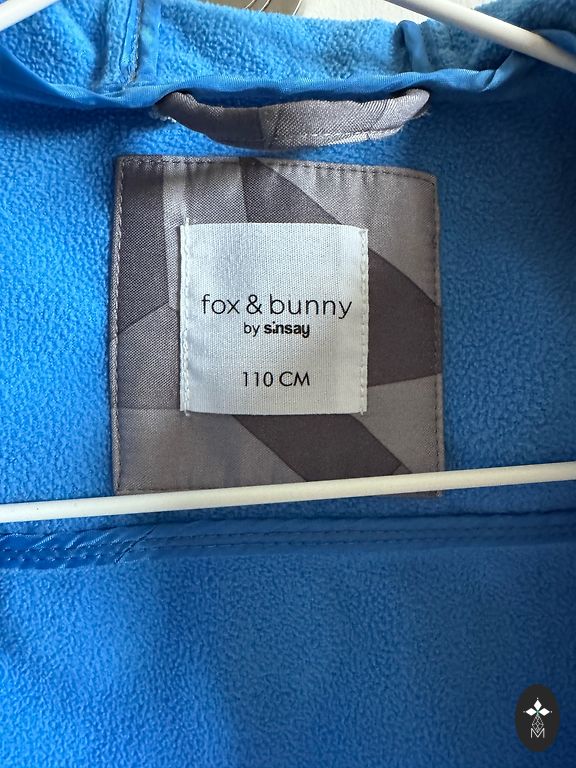 fox & bunny
by sinsay
110 CM
M